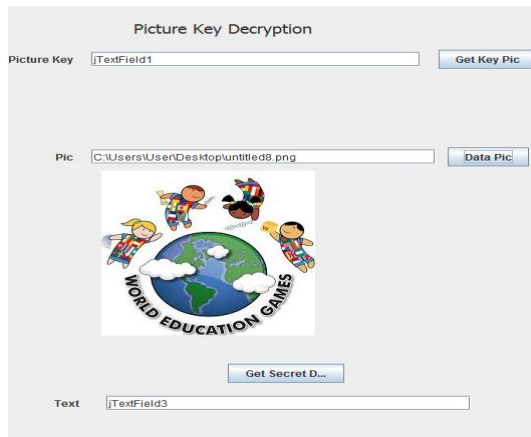 Picture Key Decryption
Picture Key jTextField1 Get Key Pic
Pic C:\Users\User\Desktop\untitled8.png Data Pic
WORLD EDUCATION GAMES
Get Secret D...
Text jTextField3